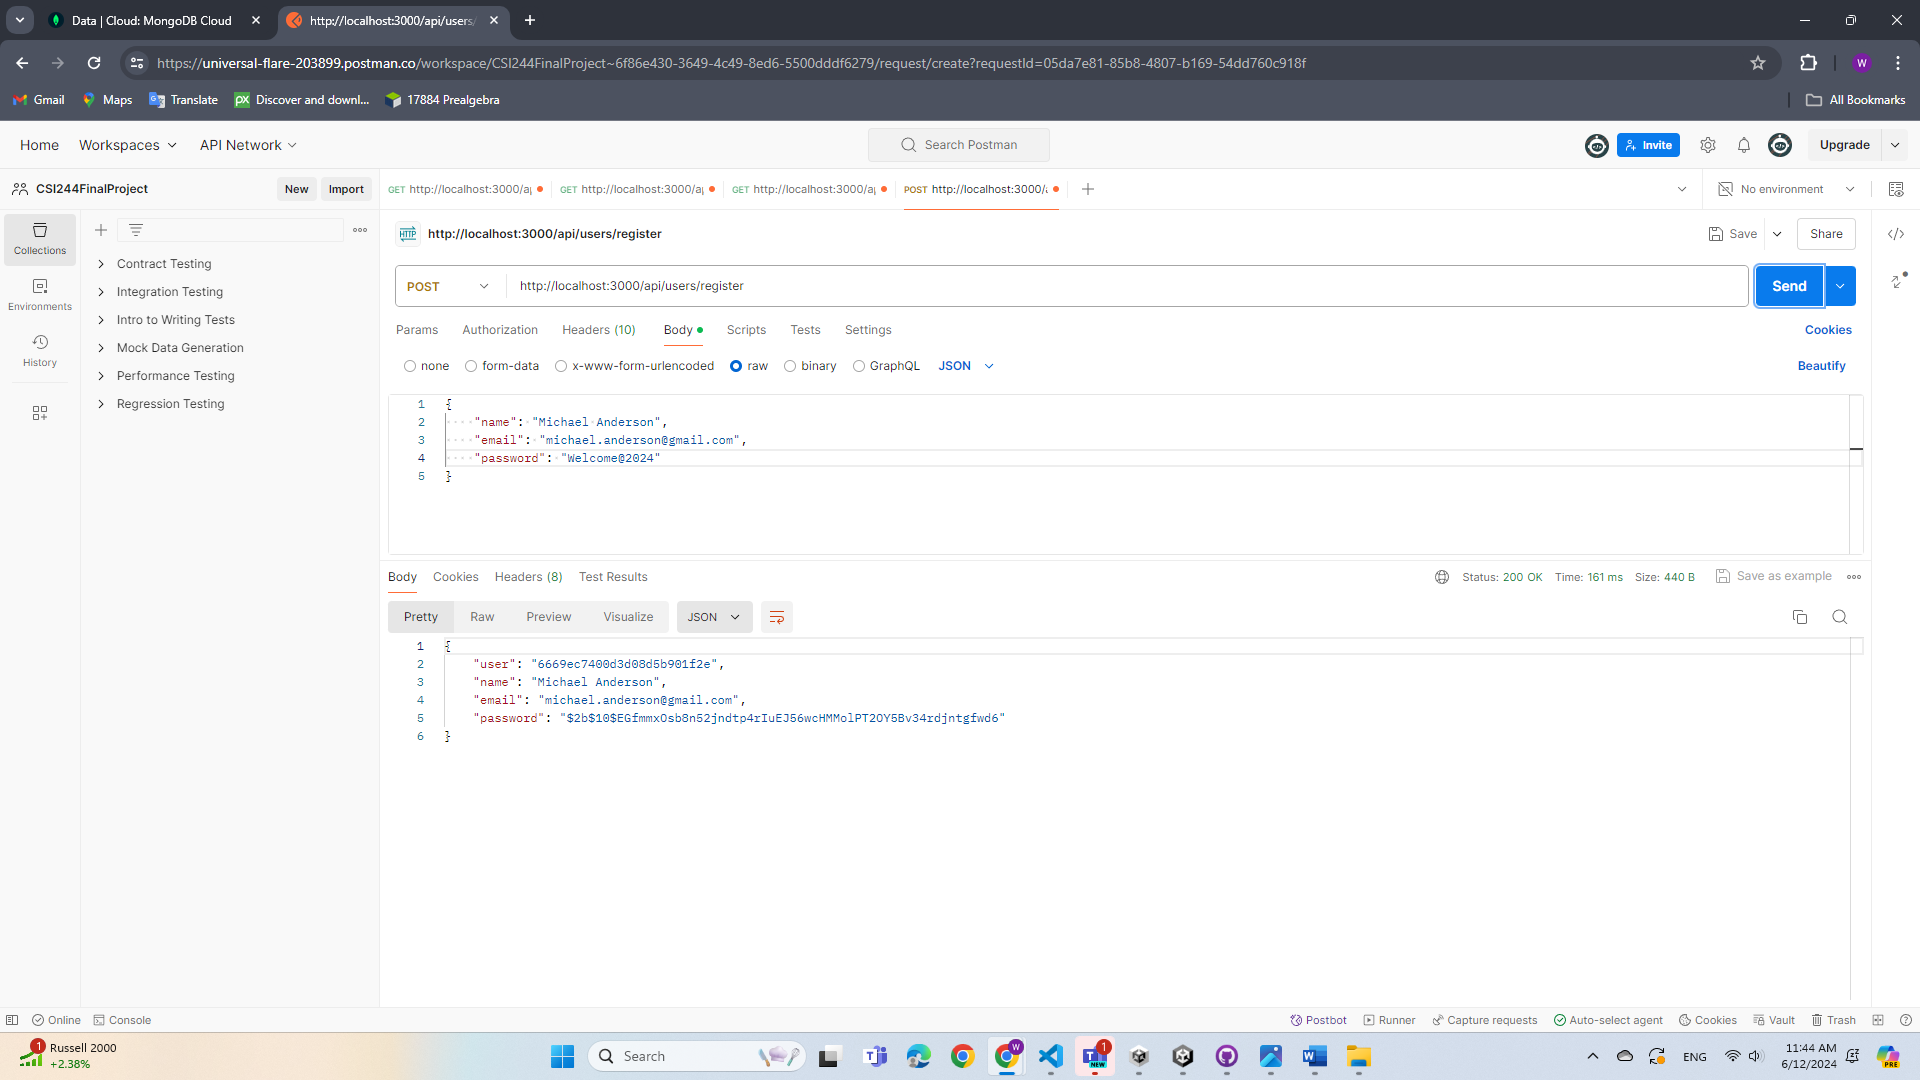 Data | Cloud: MongoDB Cloud
http://localhost:3000/api/users/
https://universal-flare-203899.postman.co/workspace/CSI244FinalProject~6f86e430-3649-4c49-8ed6-5500dddf6279/request/create?requestId=05da7e81-85b8-4807-b169-54dd760c918f
W
Gmail
Maps
Translate
Discover and downl...
17884 Prealgebra
All Bookmarks
Home
Workspaces
API Network
Search Postman
Invite
Upgrade
CSI244FinalProject
New
Import
GET http://localhost:3000/a
GET http://localhost:3000/a
GET http://localhost:3000/a
POST http://localhost:3000/
No environment
Collections
Environments
History
Contract Testing
Integration Testing
Intro to Writing Tests
Mock Data Generation
Performance Testing
Regression Testing
HTTP
http://localhost:3000/api/users/register
Save
Share
POST
http://localhost:3000/api/users/register
Send
Params
Authorization
Headers (10)
Body
Scripts
Tests
Settings
Cookies
none
form-data
x-www-form-urlencoded
raw
binary
GraphQL
JSON
Beautify
1 {
2 "name": "Michael Anderson",
3 "email": "michael.anderson@gmail.com",
4 "password": "Welcome@2024"
5 }
Body
Cookies
Headers (8)
Test Results
Status: 200 OK
Time: 161 ms
Size: 440 B
Save as example
Pretty
Raw
Preview
Visualize
JSON
1 {
2 "user": "6669ec7400d3d08d5b901f2e",
3 "name": "Michael Anderson",
4 "email": "michael.anderson@gmail.com",
5 "password": "$2b$10$EGfmmxOsb8n52jndtp4rIuEJ56wcHMMolPT2OY5Bv34rdjntgfwd6"
6 }
Online
Console
Postbot
Runner
Capture requests
Auto-select agent
Cookies
Vault
Trash
1
Russell 2000
+2.38%
Search
W
1
NEW
ENG
11:44 AM
6/12/2024
PRE